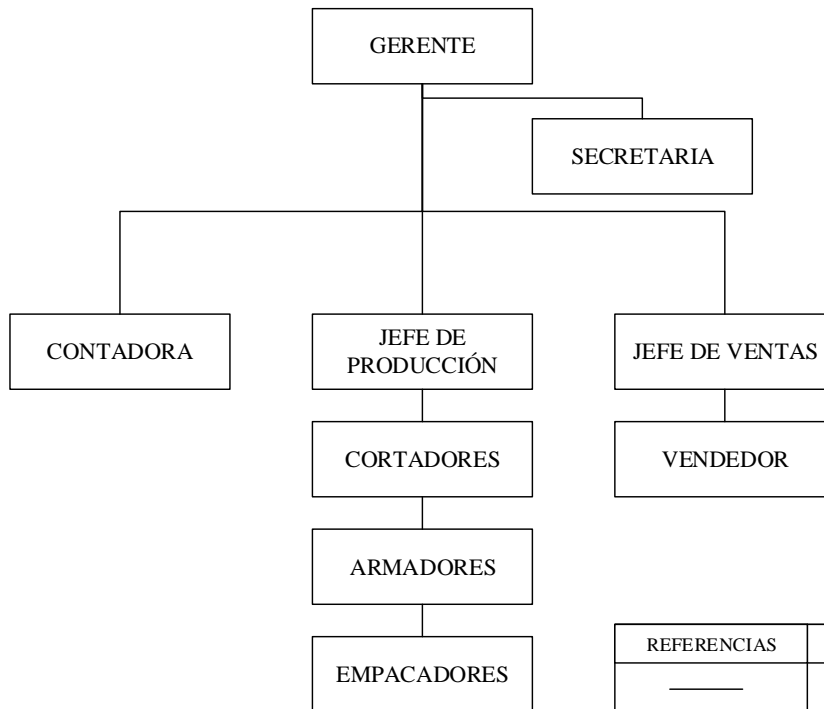 GERENTE
SECRETARIA
CONTADORA
JEFE DE
PRODUCCIÓN
JEFE DE VENTAS
CORTADORES
VENDEDOR
ARMADORES
EMPACADORES
REFERENCIAS